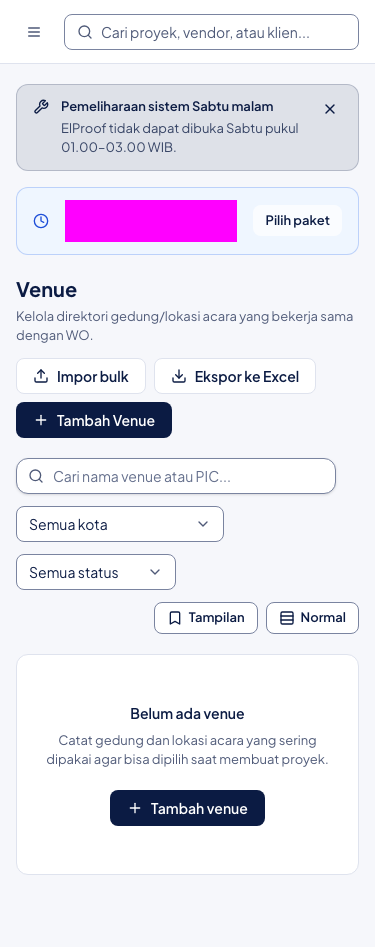 Cari proyek, vendor, atau klien...
Pemeliharaan sistem Sabtu malam
ElProof tidak dapat dibuka Sabtu pukul
01.00–03.00 WIB.
Pilih paket
Venue
Kelola direktori gedung/lokasi acara yang bekerja sama
dengan WO.
Impor bulk
Ekspor ke Excel
Tambah Venue
Cari nama venue atau PIC...
Semua kota
Semua status
Tampilan
Normal
Belum ada venue
Catat gedung dan lokasi acara yang sering
dipakai agar bisa dipilih saat membuat proyek.
Tambah venue